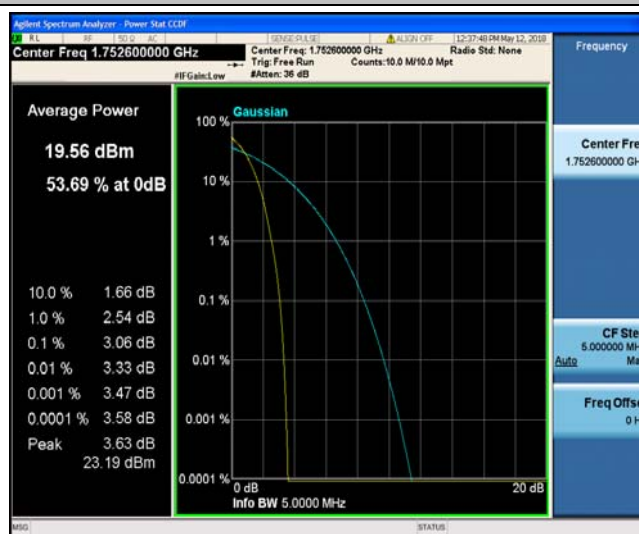 Agilent Spectrum Analyzer - Power Stat CCDF
RL RF 50 Ω AC SENSE:PULSE ALIGN OFF 12:37:48 PM May 12, 2018
Center Freq 1.752600000 GHz
Center Freq: 1.752600000 GHz Radio Std: None
Trig: Free Run Counts:10.0 M/10.0 Mpt
#IFGain:Low #Atten: 36 dB
Frequency
Average Power
19.56 dBm
53.69 % at 0dB
10.0 % 1.66 dB
1.0 % 2.54 dB
0.1 % 3.06 dB
0.01 % 3.33 dB
0.001 % 3.47 dB
0.0001 % 3.58 dB
Peak 3.63 dB
23.19 dBm
Gaussian
100 %
10 %
1 %
0.1 %
0.01 %
0.001 %
0.0001 %
0 dB 20 dB
Info BW 5.0000 MHz
Center Fre
1.752600000 GH
CF Ste
5.000000 MH
Auto Ma
Freq Offs
0 H
MSG STATUS